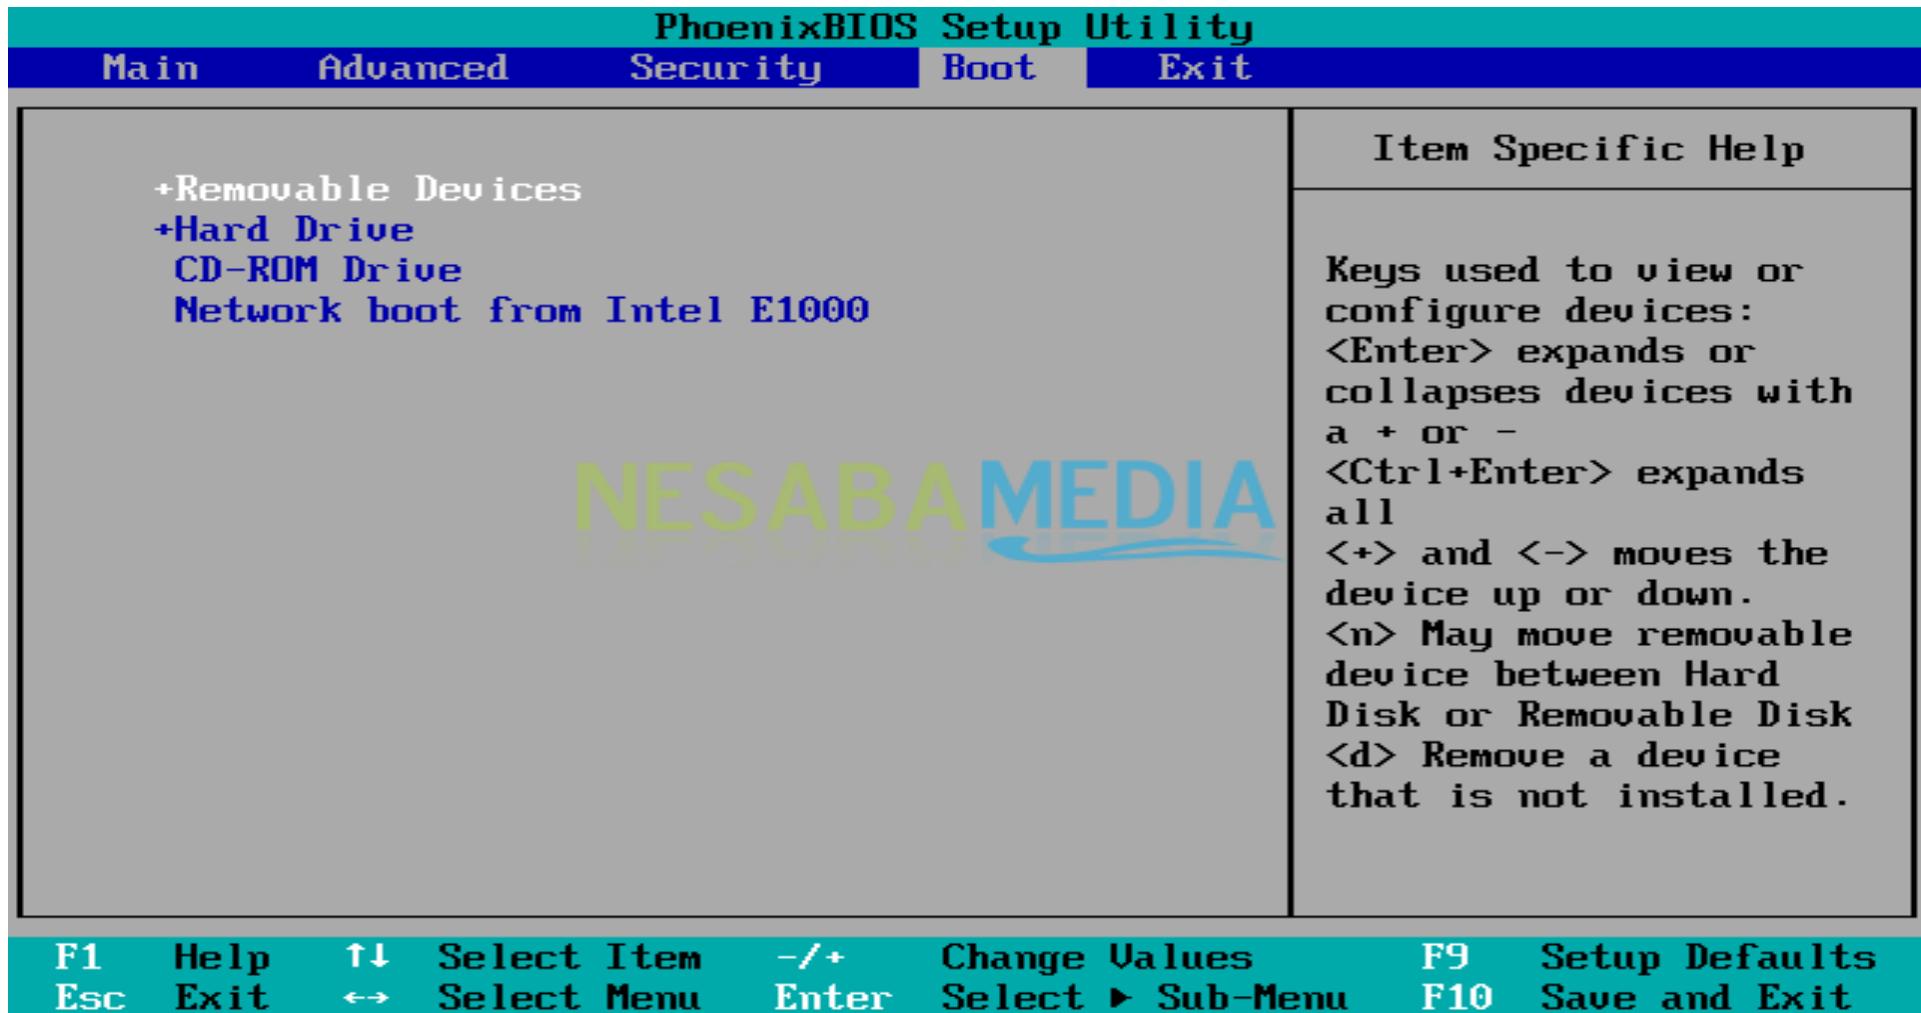 PhoenixBIOS Setup Utility
Main Advanced Security Boot Exit
+Removable Devices
+Hard Drive
CD-ROM Drive
Network boot from Intel E1000
NESABAMEDIA
Item Specific Help
Keys used to view or
configure devices:
<Enter> expands or
collapses devices with
a + or -
<Ctrl+Enter> expands
all
<+> and <-> moves the
device up or down.
<n> May move removable
device between Hard
Disk or Removable Disk
<d> Remove a device
that is not installed.
F1 Help ↑↓ Select Item -/+ Change Values F9 Setup Defaults
Esc Exit ←→ Select Menu Enter Select ▶ Sub-Menu F10 Save and Exit